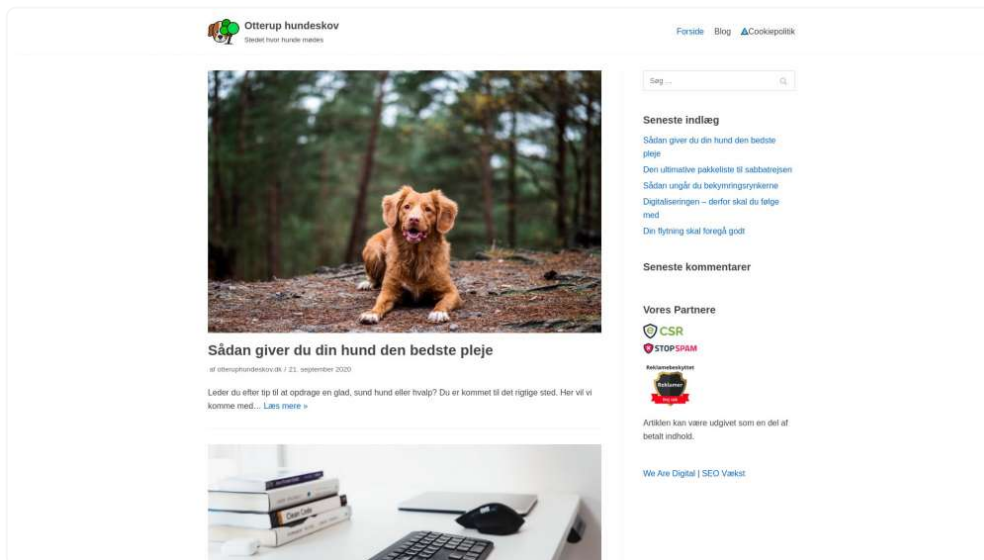 Otterup hundeskov
Stedet hvor hunde mødes
Forside Blog Cookiepolitik
Sådan giver du din hund den bedste pleje
af otteruphundeskov.dk / 21. september 2020
Leder du efter tip til at opdrage en glad, sund hund eller hvalp? Du er kommet til det rigtige sted. Her vil vi
komme med… Læs mere »
Clean Code
Søg …
Seneste indlæg
Sådan giver du din hund den bedste
pleje
Den ultimative pakkeliste til sabbatrejsen
Sådan ungår du bekymringsrynkerne
Digitaliseringen – derfor skal du følge
med
Din flytning skal foregå godt
Seneste kommentarer
Vores Partnere
CSR
STOPSPAM
Reklamebeskyttet
Reklamer
Artiklen kan være udgivet som en del af
betalt indhold.
We Are Digital | SEO Vækst